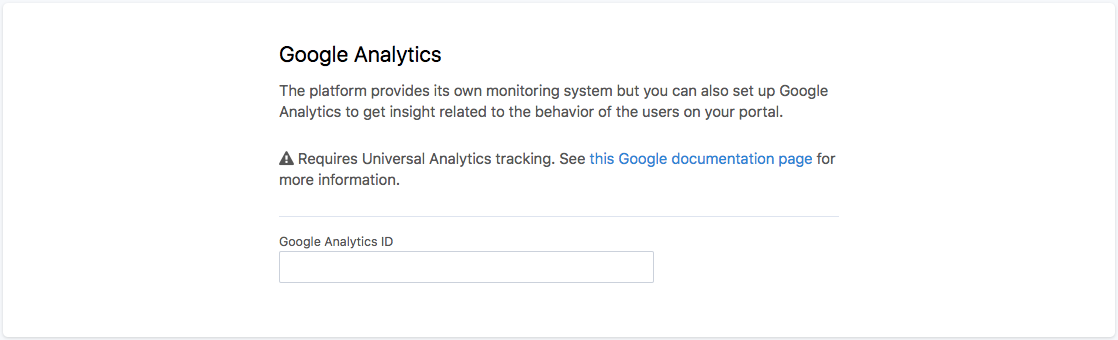 Google Analytics
The platform provides its own monitoring system but you can also set up Google
Analytics to get insight related to the behavior of the users on your portal.
Requires Universal Analytics tracking. See this Google documentation page for
more information.
Google Analytics ID